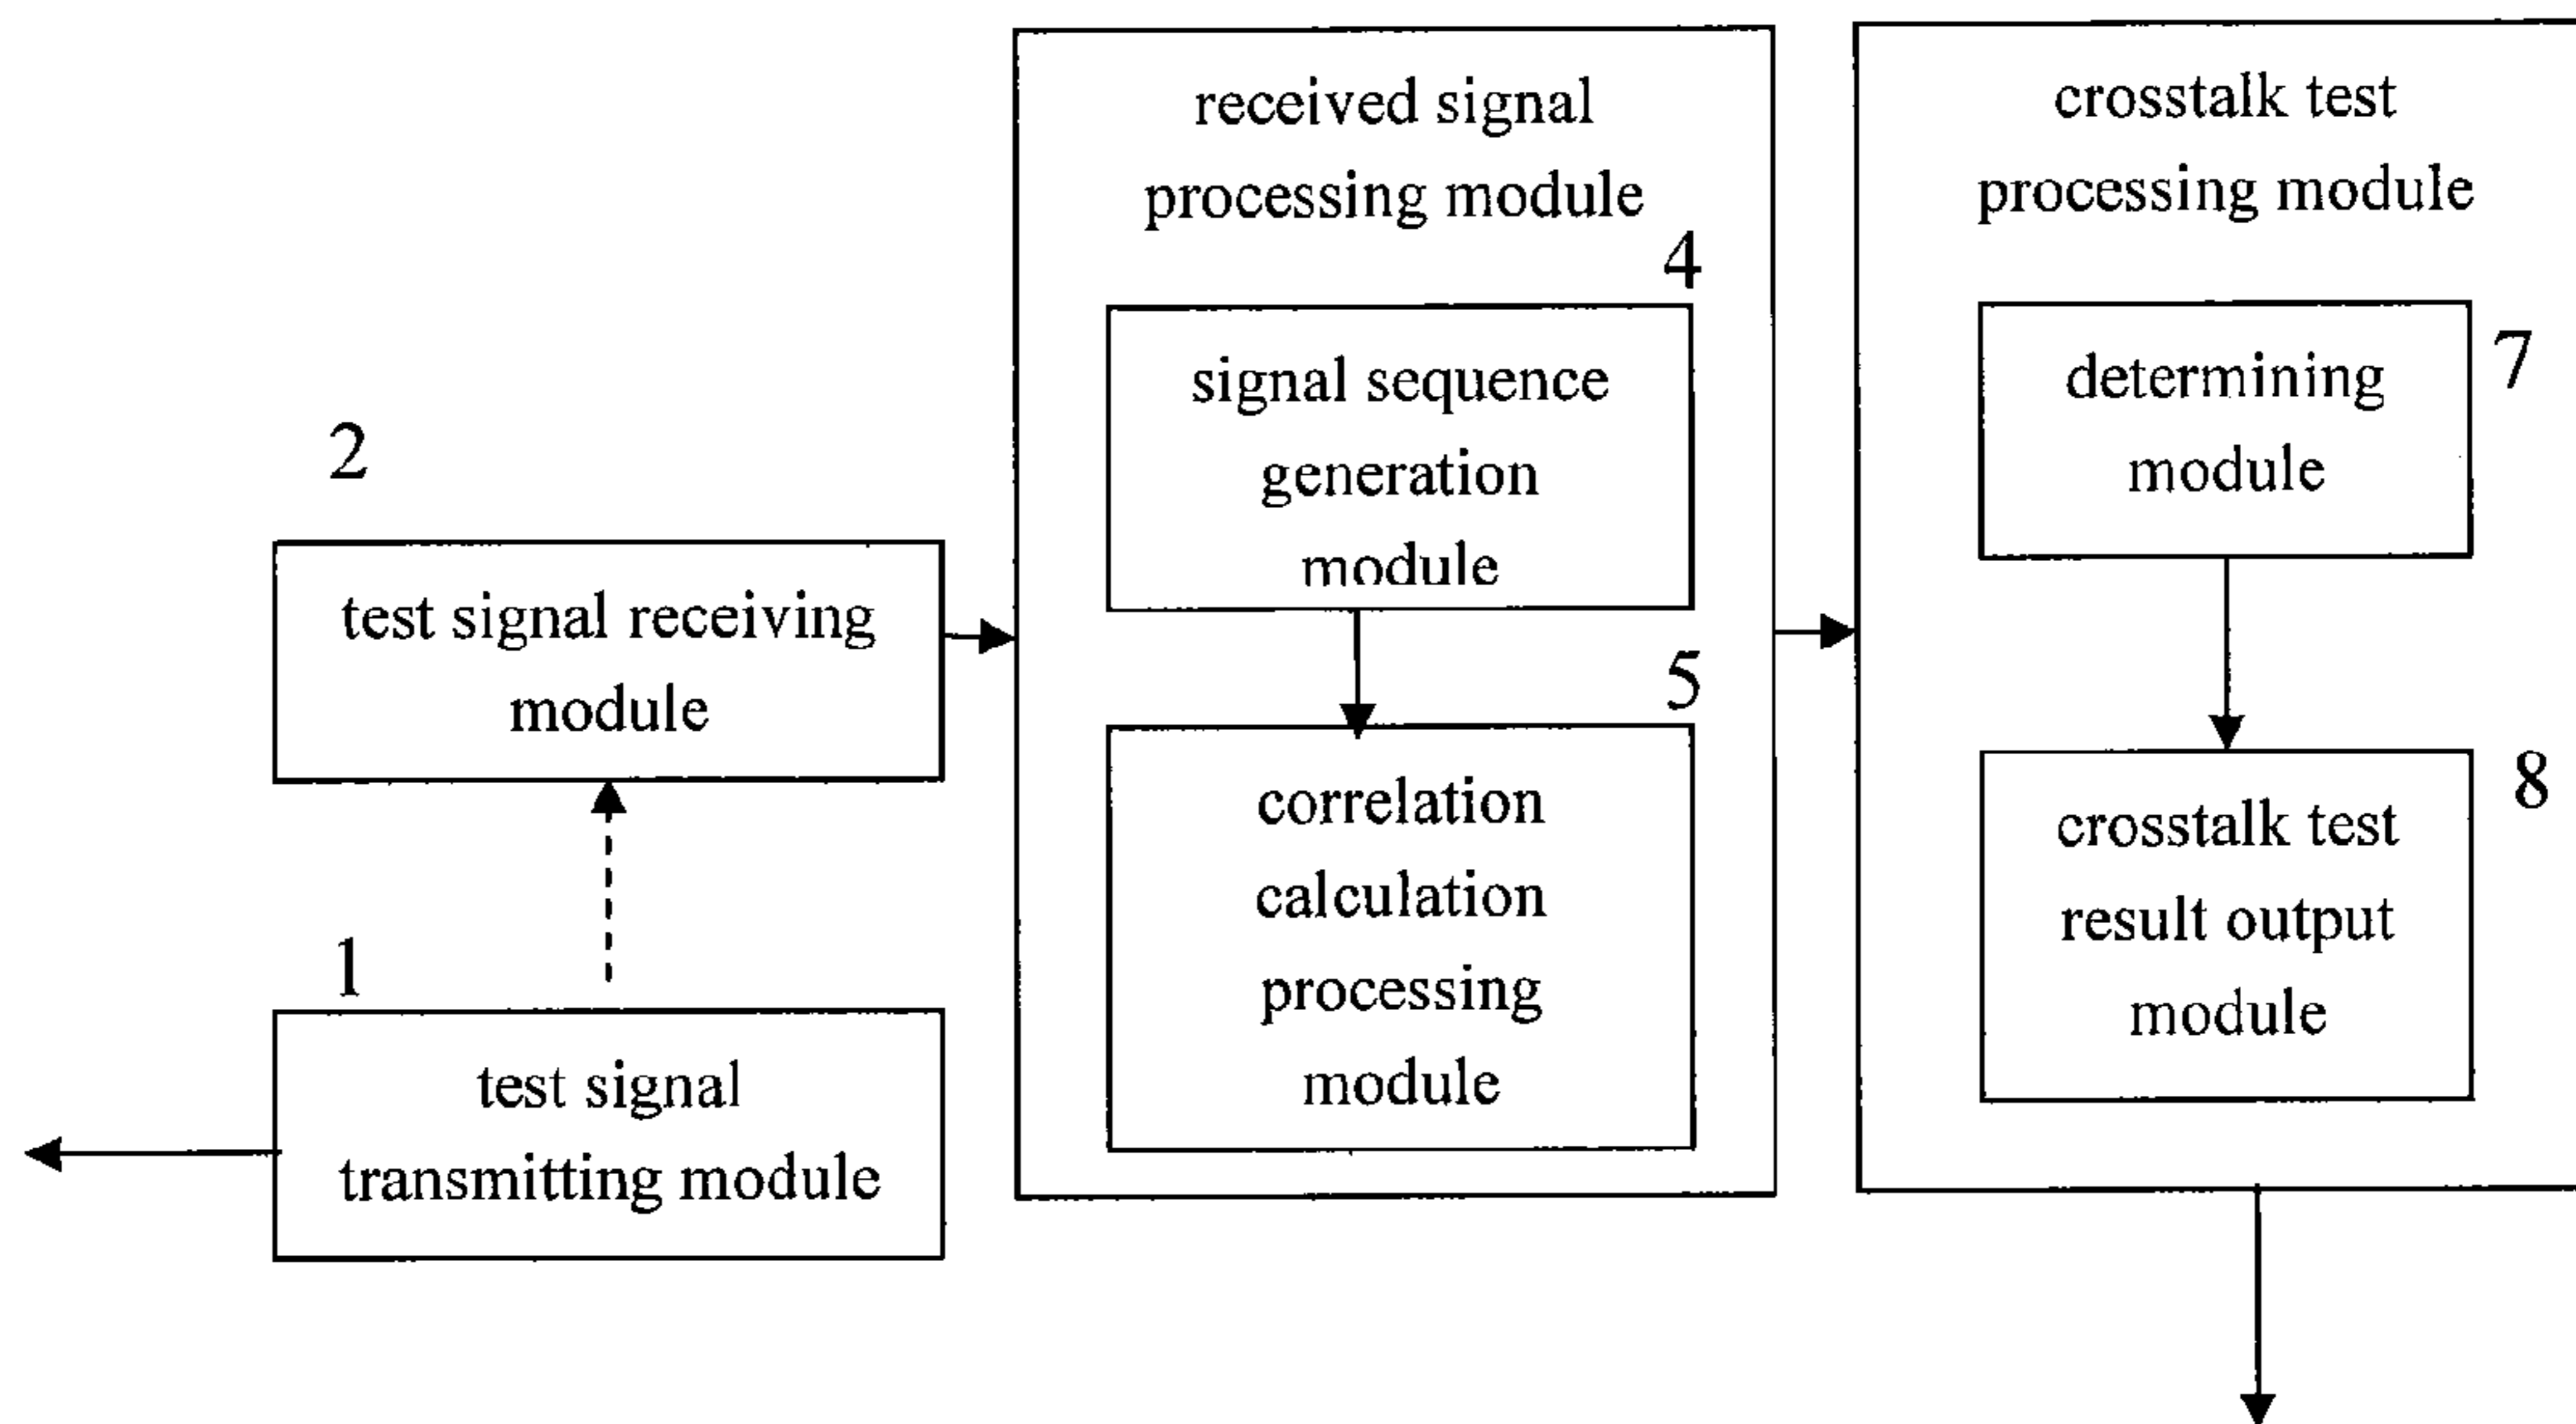 2
test signal receiving
module
1
test signal
transmitting module
received signal
processing module
4
signal sequence
generation
module
5
correlation
calculation
processing
module
crosstalk test
processing module
7
determining
module
8
crosstalk test
result output
module